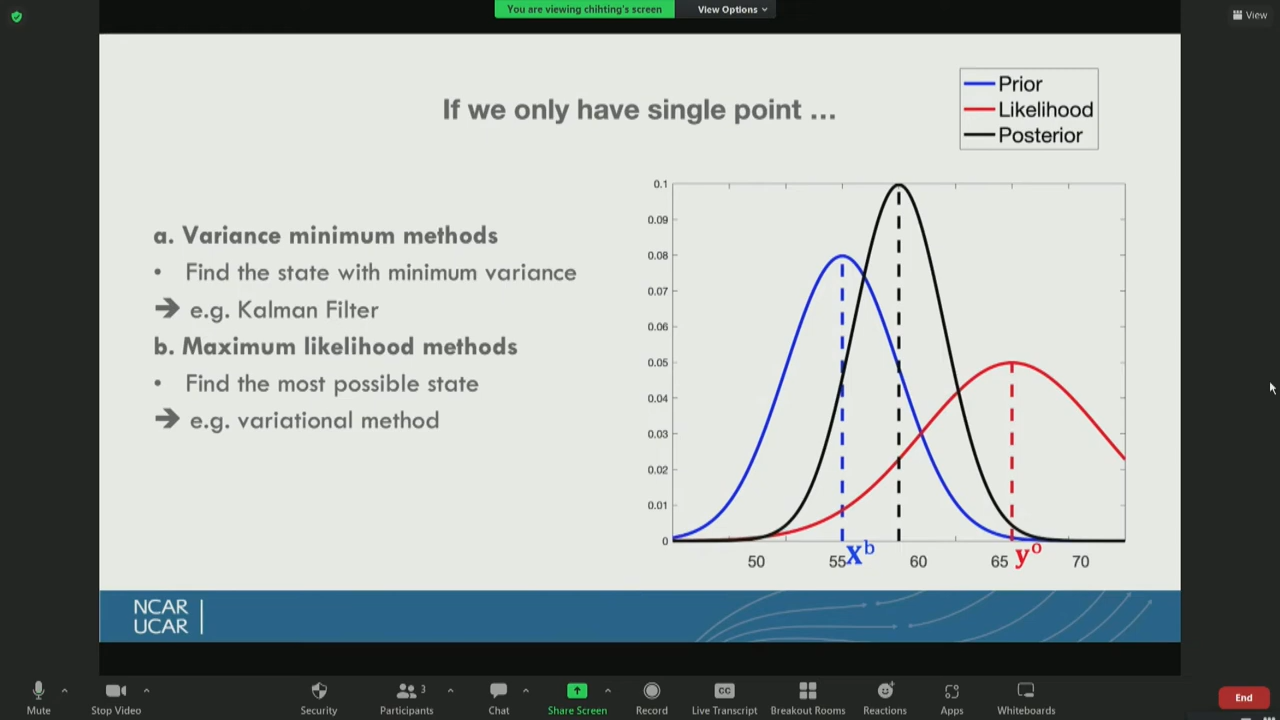 You are viewing chihting's screen
View Options
View
If we only have single point ...
Prior
Likelihood
Posterior
a. Variance minimum methods
• Find the state with minimum variance
➔ e.g. Kalman Filter
b. Maximum likelihood methods
• Find the most possible state
➔ e.g. variational method
0.1
0.09
0.08
0.07
0.06
0.05
0.04
0.03
0.02
0.01
0
50 55 60 65 70
x^b y^o
NCAR
UCAR
Mute
Stop Video
Security
Participants 3
Chat
Share Screen
Record
CC
Live Transcript
Breakout Rooms
Reactions
Apps
Whiteboards
End